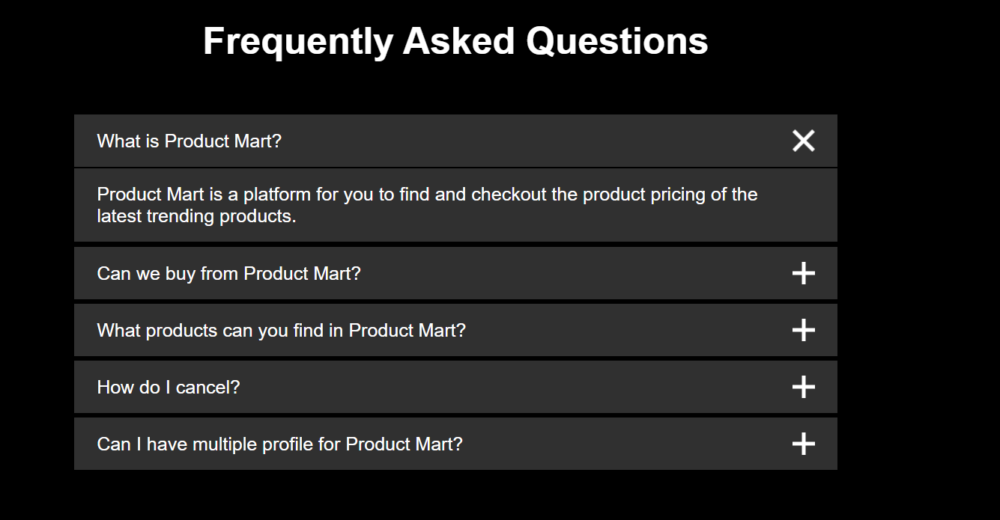 Frequently Asked Questions
What is Product Mart?
Product Mart is a platform for you to find and checkout the product pricing of the
latest trending products.
Can we buy from Product Mart?
What products can you find in Product Mart?
How do I cancel?
Can I have multiple profile for Product Mart?